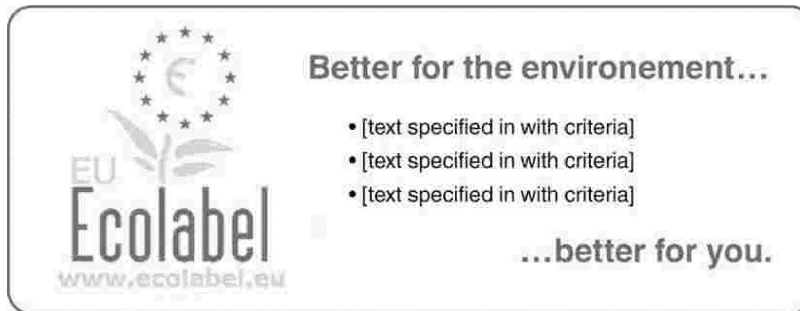 Better for the environement...
• [text specified in with criteria]
• [text specified in with criteria]
• [text specified in with criteria]
...better for you.
€
EU
Ecolabel
www.ecolabel.eu